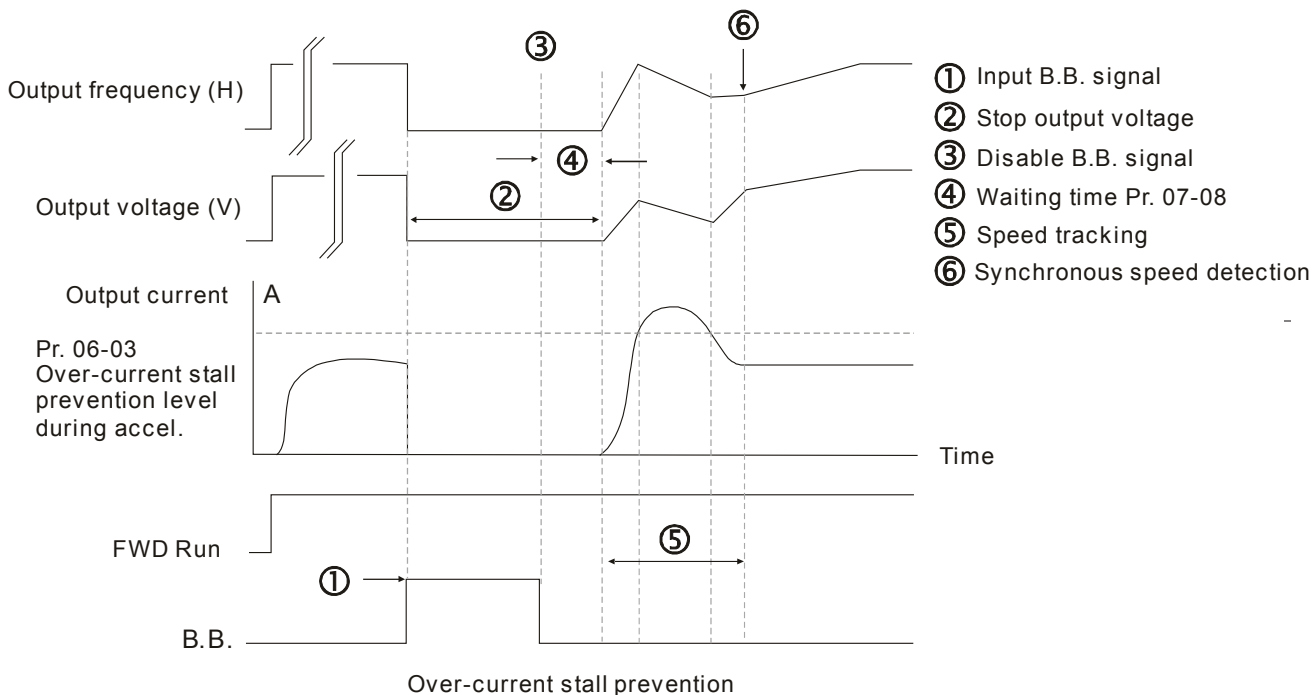 ⑥
③
Output frequency (H)
① Input B.B. signal
② Stop output voltage
③ Disable B.B. signal
④ Waiting time Pr. 07-08
⑤ Speed tracking
⑥ Synchronous speed detection
④
②
Output voltage (V)
Output current
A
Pr. 06-03
Over-current stall
prevention level
during accel.
Time
FWD Run
⑤
①
B.B.
Over-current stall prevention